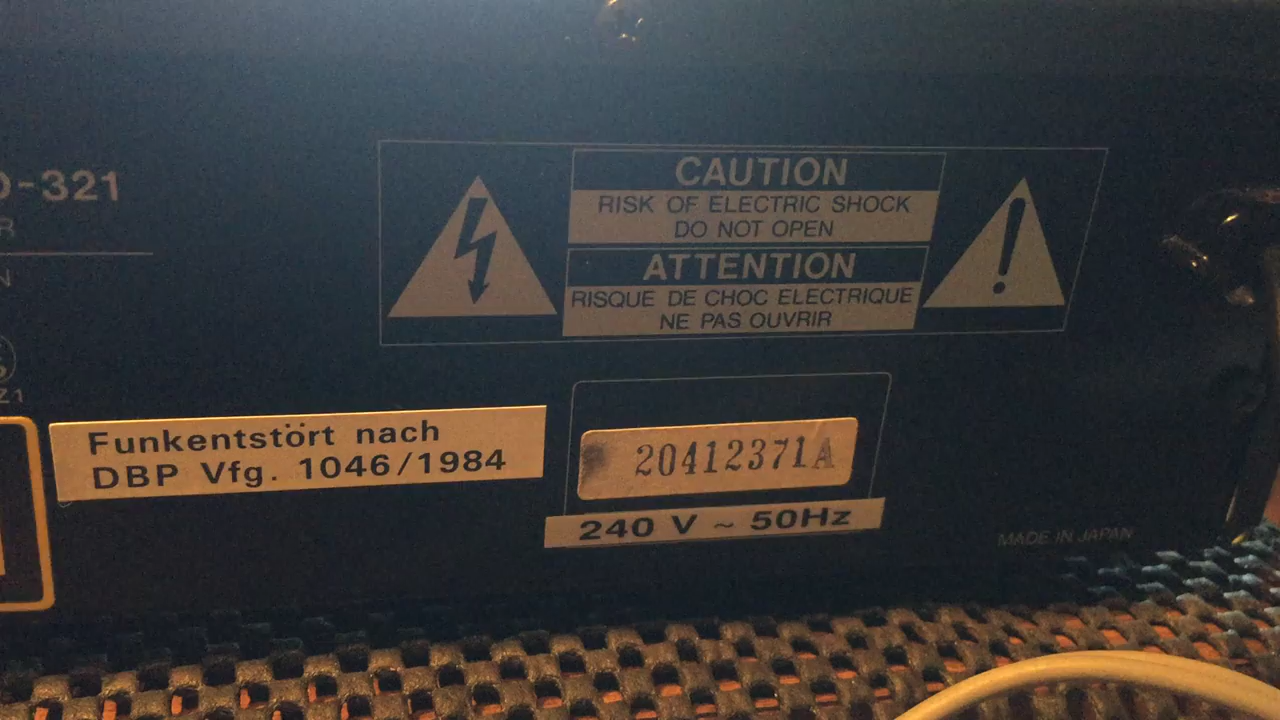 -321
R
N
Z1
CAUTION
RISK OF ELECTRIC SHOCK
DO NOT OPEN
ATTENTION
RISQUE DE CHOC ELECTRIQUE
NE PAS OUVRIR
Funkentstört nach
DBP Vfg. 1046/1984
20412371A
240 V ~ 50Hz
MADE IN JAPAN